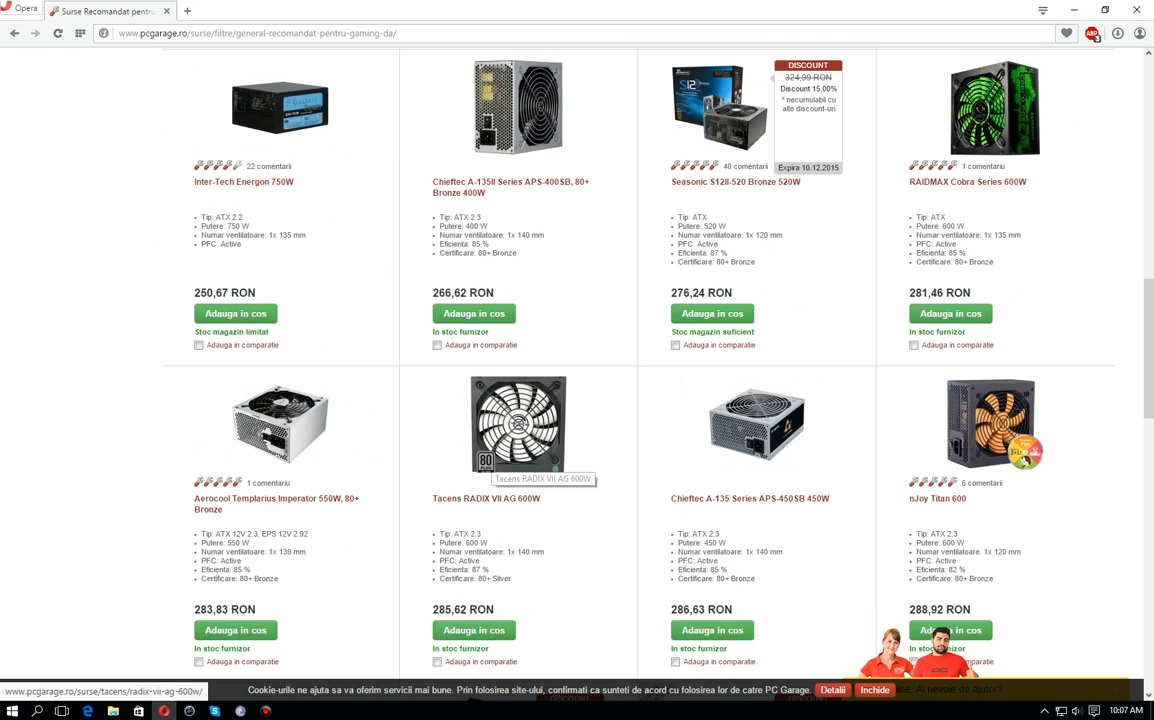 Opera
Surse Recomandat pentru
www.pcgarage.ro/surse/filtre/general-recomandat-pentru-gaming-da/
ABP
3
DISCOUNT
324,99 RON
Discount 15,00%
* necumulabil cu
alte discount-uri
Expira 10.12.2015
S12
22 comentarii
40 comentarii
1 comentariu
Inter-Tech Energon 750W
Chieftec A-135II Series APS-400SB, 80+
Bronze 400W
Seasonic S12II-520 Bronze 520W
RAIDMAX Cobra Series 600W
Tip: ATX 2.2
Putere: 750 W
Numar ventilatoare: 1x 135 mm
PFC: Active
Tip: ATX 2.3
Putere: 400 W
Numar ventilatoare: 1x 140 mm
Eficienta: 85 %
Certificare: 80+ Bronze
Tip: ATX
Putere: 520 W
Numar ventilatoare: 1x 120 mm
PFC: Active
Eficienta: 87 %
Certificare: 80+ Bronze
Tip: ATX
Putere: 600 W
Numar ventilatoare: 1x 135 mm
PFC: Active
Eficienta: 85 %
Certificare: 80+ Bronze
250,67 RON
266,62 RON
276,24 RON
281,46 RON
Adauga in cos
Adauga in cos
Adauga in cos
Adauga in cos
Stoc magazin limitat
In stoc furnizor
Stoc magazin suficient
In stoc furnizor
Adauga in comparatie
Adauga in comparatie
Adauga in comparatie
Adauga in comparatie
80
Tacens RADIX VII AG 600W
1 comentariu
6 comentarii
Aerocool Templarius Imperator 550W, 80+
Bronze
Tacens RADIX VII AG 600W
Chieftec A-135 Series APS-450SB 450W
nJoy Titan 600
Tip: ATX 12V 2.3, EPS 12V 2.92
Putere: 550 W
Numar ventilatoare: 1x 139 mm
PFC: Active
Eficienta: 85 %
Certificare: 80+ Bronze
Tip: ATX 2.3
Putere: 600 W
Numar ventilatoare: 1x 140 mm
PFC: Active
Eficienta: 87 %
Certificare: 80+ Silver
Tip: ATX 2.3
Putere: 450 W
Numar ventilatoare: 1x 140 mm
PFC: Active
Eficienta: 85 %
Certificare: 80+ Bronze
Tip: ATX 2.3
Putere: 600 W
Numar ventilatoare: 1x 120 mm
PFC: Active
Eficienta: 82 %
Certificare: 80+ Bronze
283,83 RON
285,62 RON
286,63 RON
288,92 RON
Adauga in cos
Adauga in cos
Adauga in cos
in cos
In stoc furnizor
In stoc furnizor
In stoc furnizor
In stoc
Adauga in comparatie
Adauga in comparatie
Adauga in comparatie
www.pcgarage.ro/surse/tacens/radix-vii-ag-600w/
Cookie-urile ne ajuta sa va oferim servicii mai bune. Prin folosirea site-ului, confirmati ca sunteti de acord cu folosirea lor de catre PC Garage.
Detalii
Inchide
Ai nevoie de ajutor?
10:07 AM